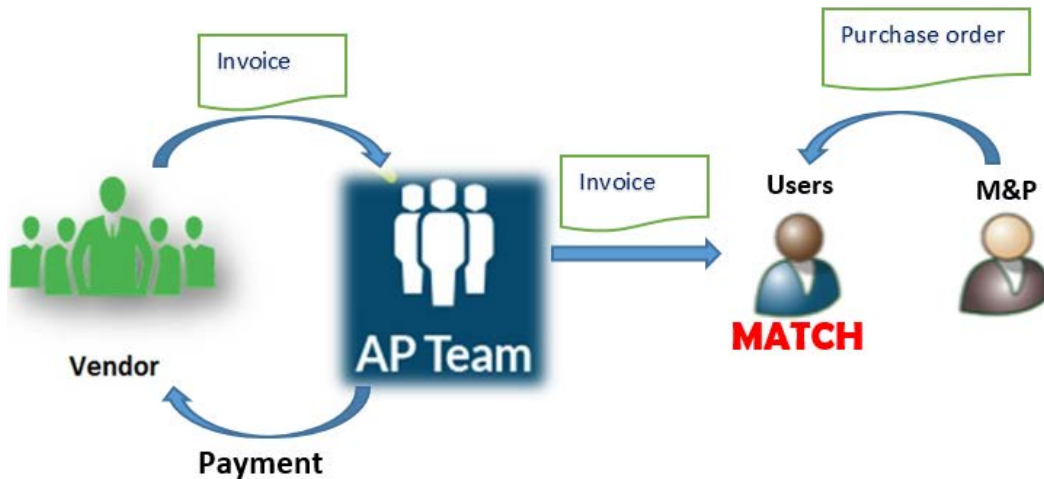 Purchase order
Invoice
Invoice
Users
M&P
MATCH
AP Team
Vendor
Payment